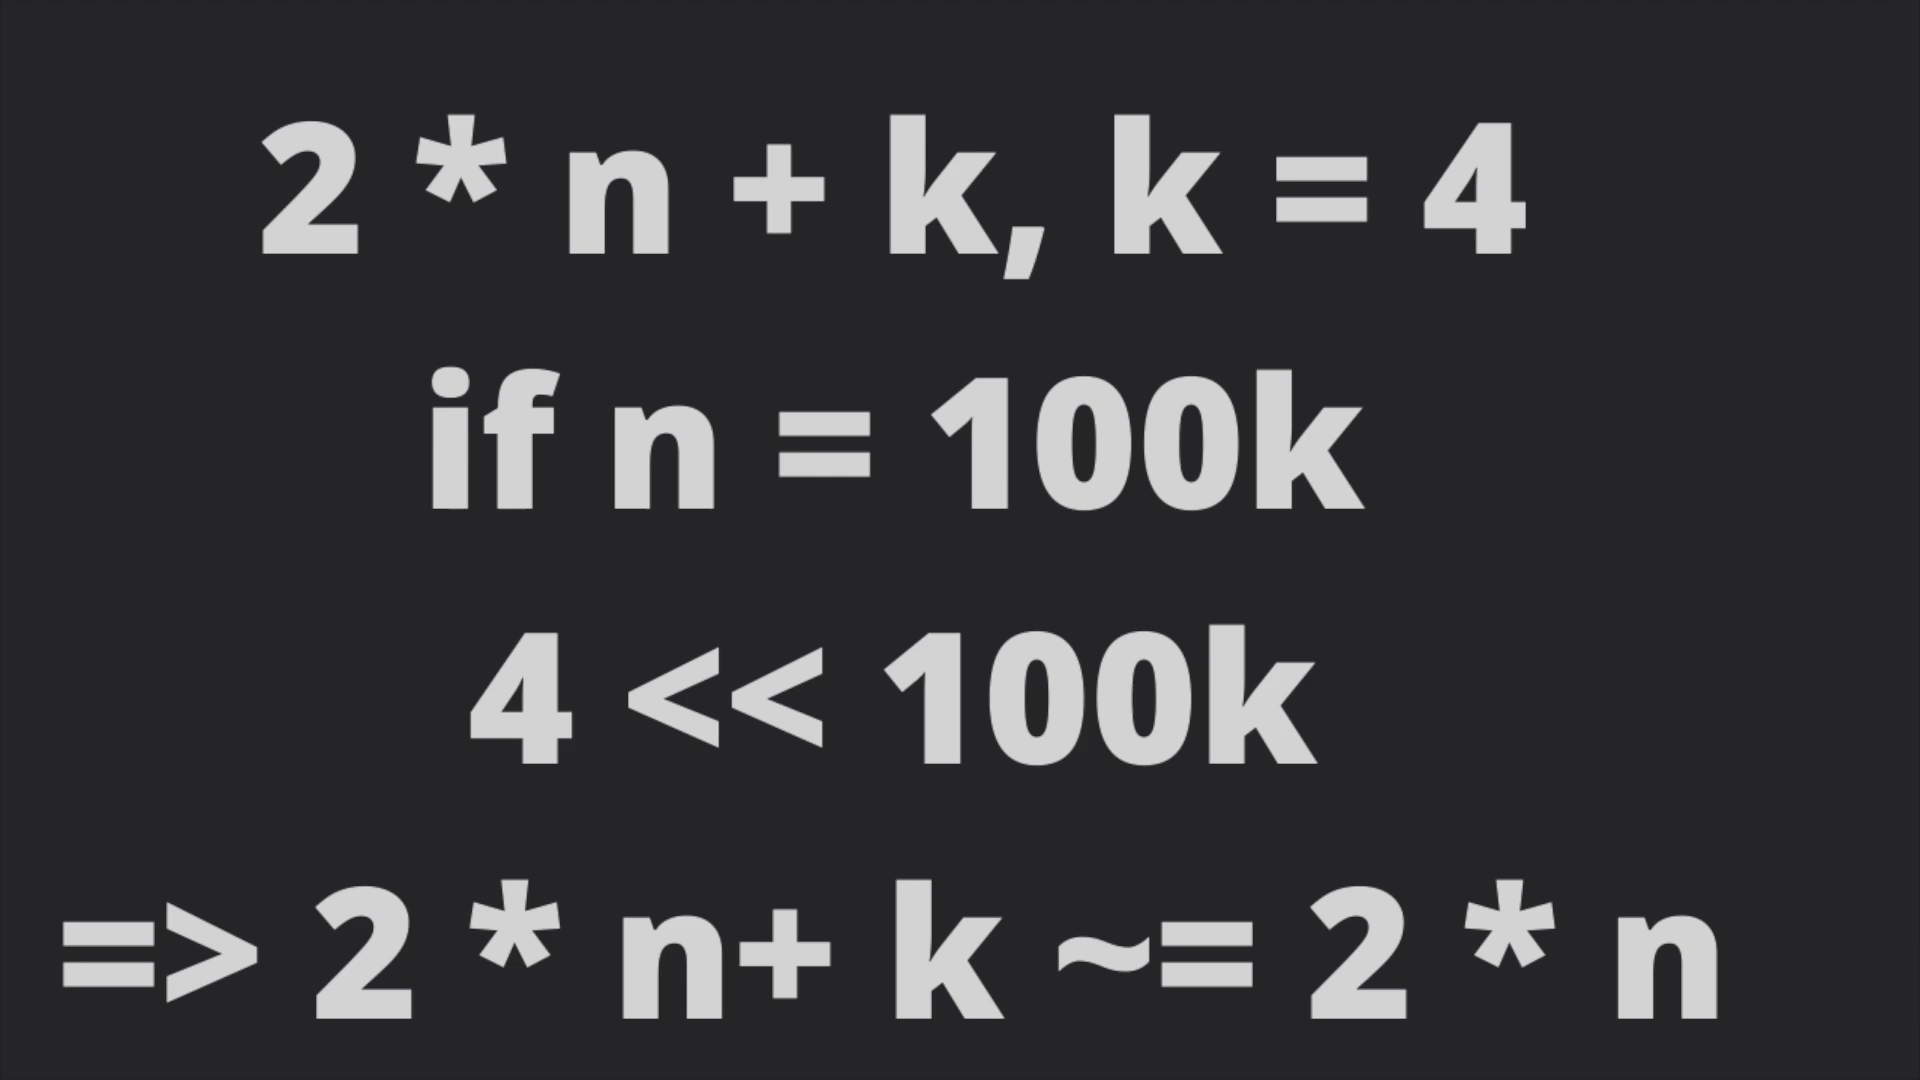 2 * n + k, k = 4
if n = 100k
4 << 100k
=> 2 * n+ k ~= 2 * n